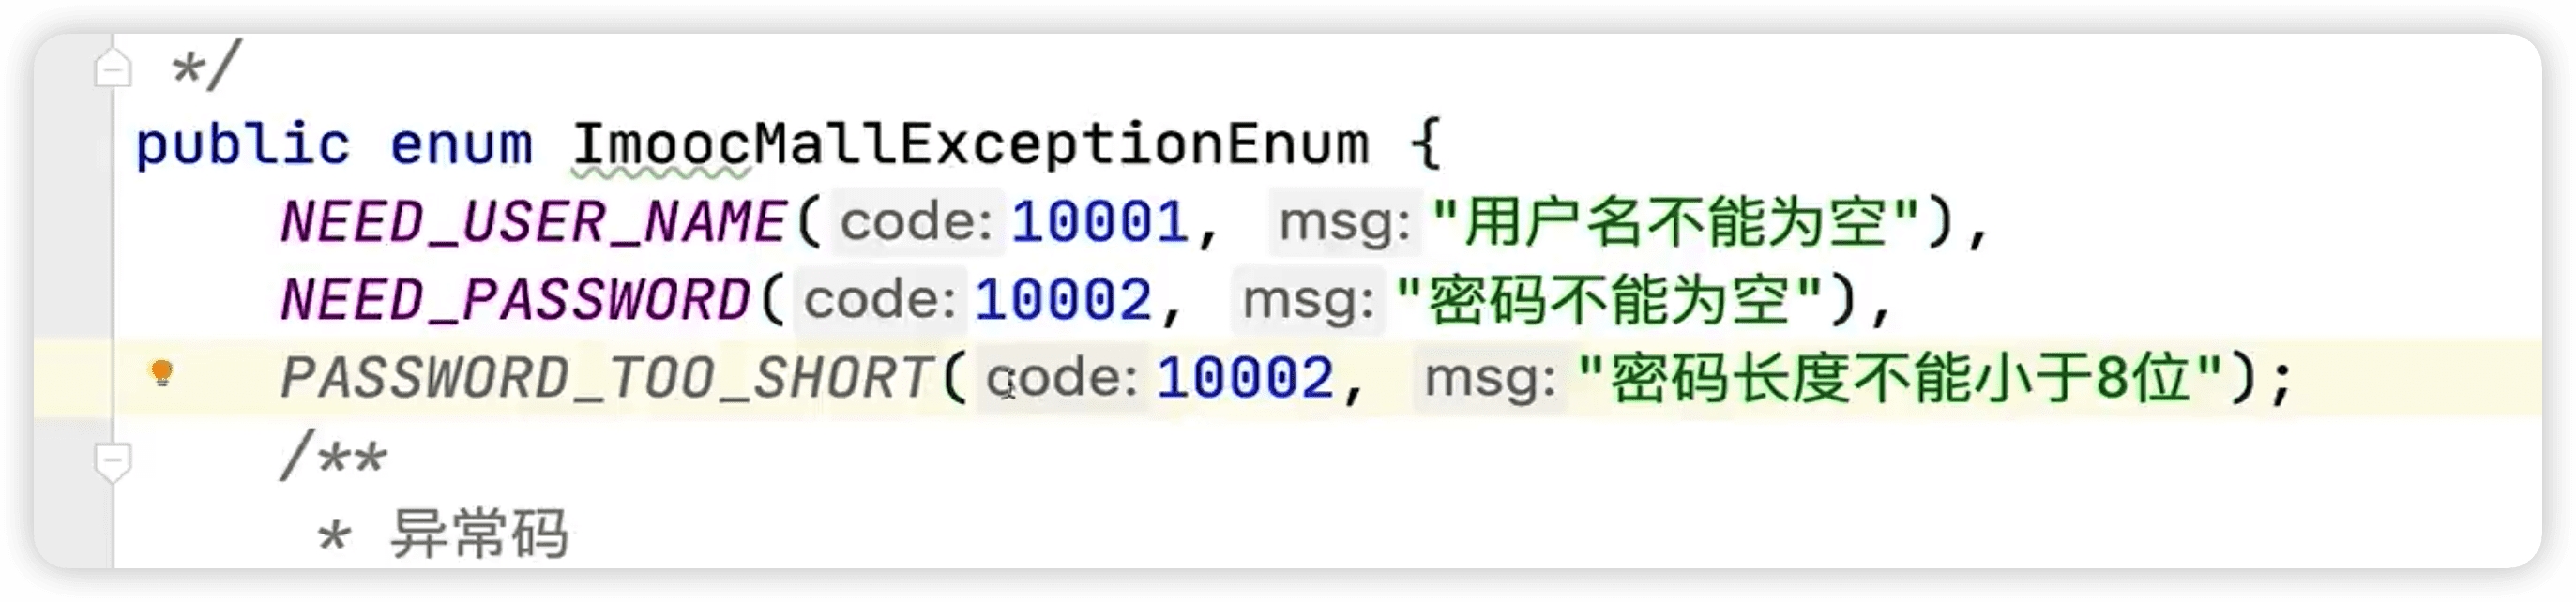 */
public enum ImoocMallExceptionEnum {
NEED_USER_NAME( code: 10001, msg: "用户名不能为空"),
NEED_PASSWORD( code: 10002, msg: "密码不能为空"),
PASSWORD_TOO_SHORT( code: 10002, msg: "密码长度不能小于8位");
/**
* 异常码